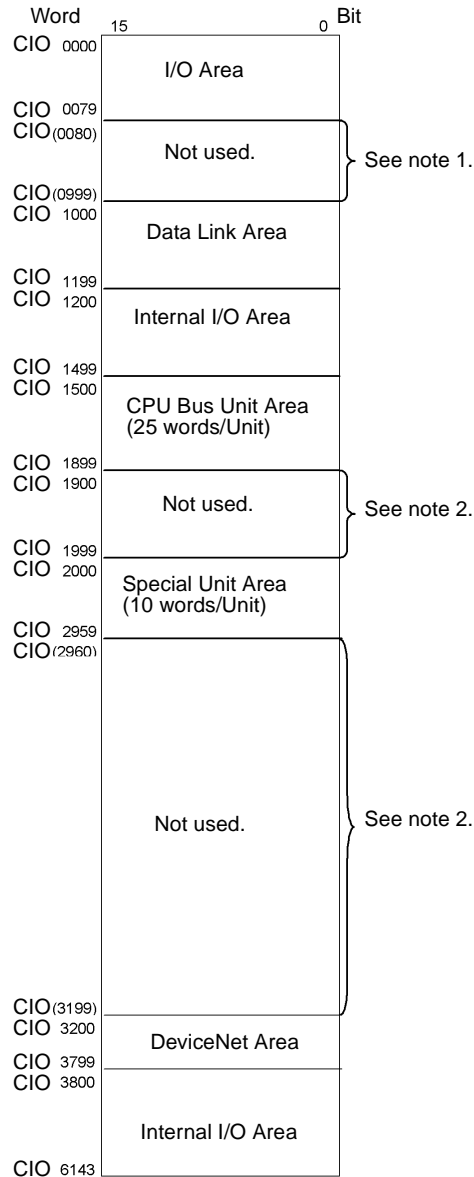 Word 15 0 Bit
CIO 0000
I/O Area
CIO 0079
CIO (0080)
Not used.
See note 1.
CIO (0999)
CIO 1000
Data Link Area
CIO 1199
CIO 1200
Internal I/O Area
CIO 1499
CIO 1500
CPU Bus Unit Area
(25 words/Unit)
CIO 1899
CIO 1900
Not used.
See note 2.
CIO 1999
CIO 2000
Special Unit Area
(10 words/Unit)
CIO 2959
CIO (2960)
Not used.
See note 2.
CIO (3199)
CIO 3200
DeviceNet Area
CIO 3799
CIO 3800
Internal I/O Area
CIO 6143